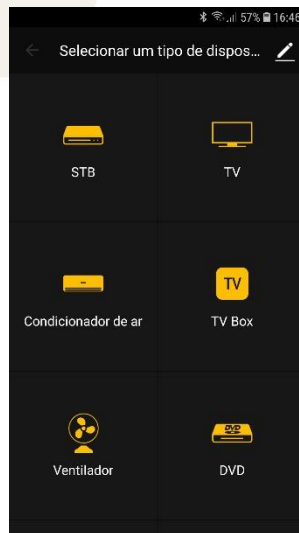 57% 16:46
Selecionar um tipo de dispos...
STB
TV
Condicionador de ar
TV
TV Box
Ventilador
DVD
DVD